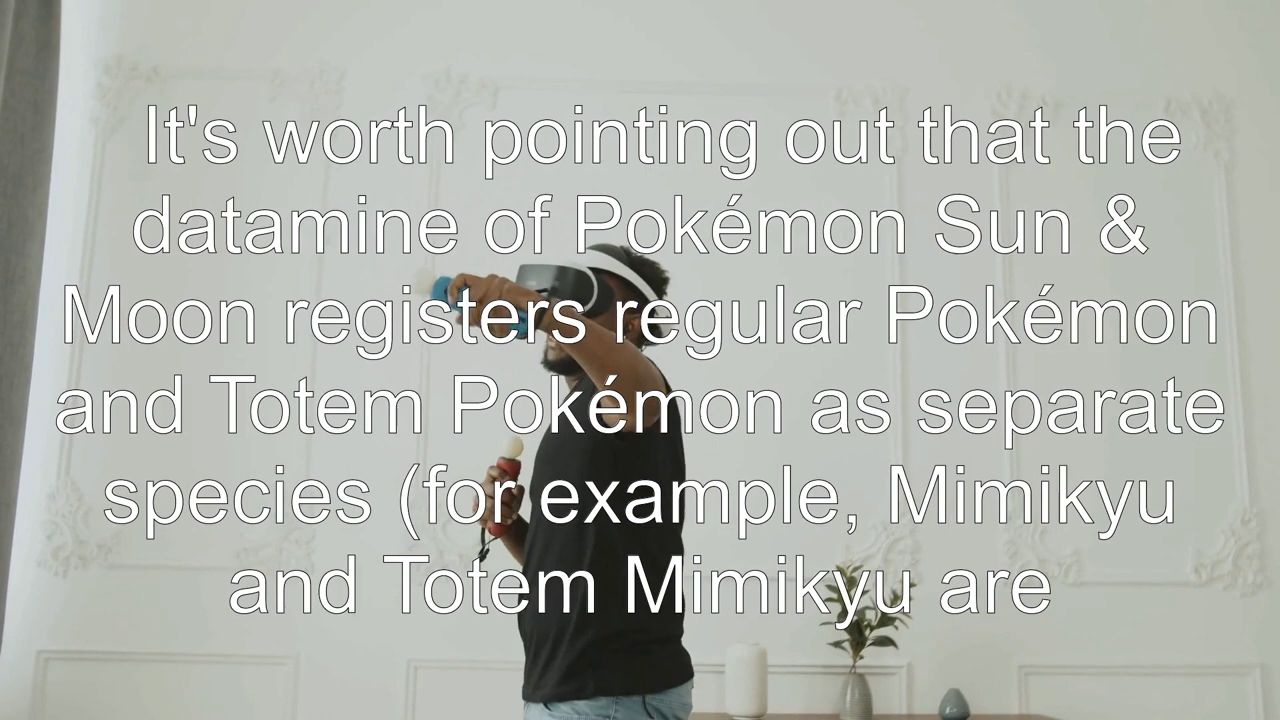 It's worth pointing out that the
datamine of Pokémon Sun &
Moon registers regular Pokémon
and Totem Pokémon as separate
species (for example, Mimikyu
and Totem Mimikyu are